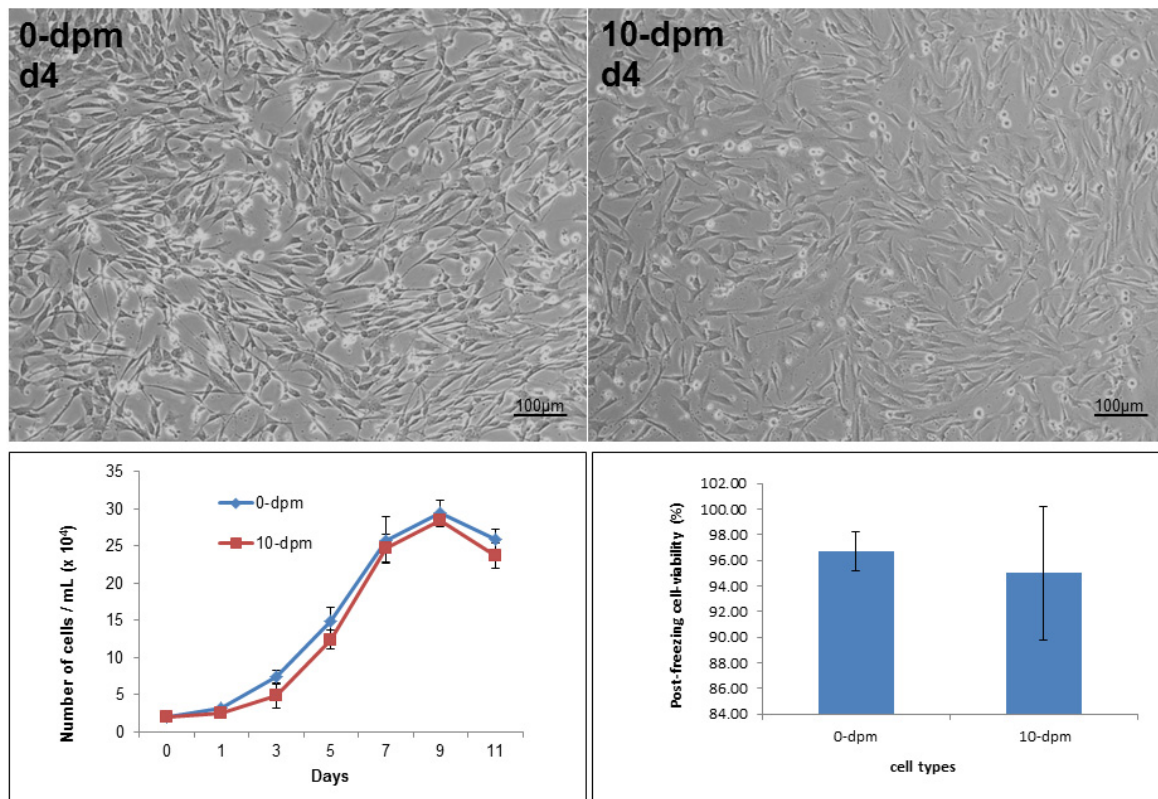 0-dpm
d4
100µm
10-dpm
d4
100µm
35
30
25
20
15
10
5
0
Number of cells / mL (x 10⁴)
0-dpm
10-dpm
0 1 3 5 7 9 11
Days
102.00
100.00
98.00
96.00
94.00
92.00
90.00
88.00
86.00
84.00
Post-freezing cell-viability (%)
0-dpm 10-dpm
cell types